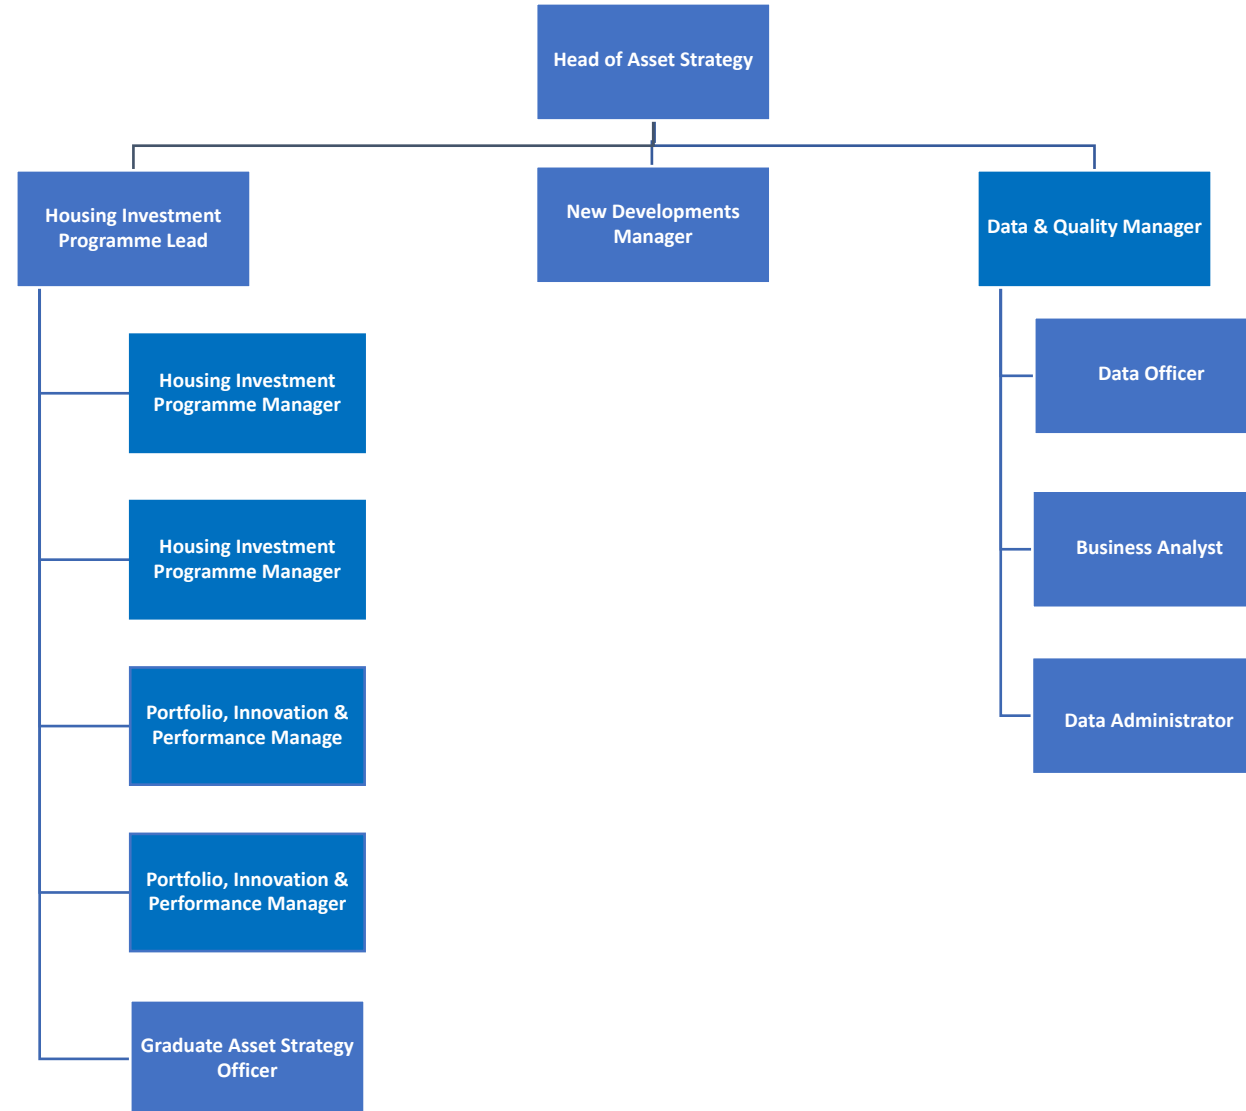 Head of Asset Strategy
Housing Investment
Programme Lead
New Developments
Manager
Data & Quality Manager
Housing Investment
Programme Manager
Housing Investment
Programme Manager
Portfolio, Innovation &
Performance Manage
Portfolio, Innovation &
Performance Manager
Graduate Asset Strategy
Officer
Data Officer
Business Analyst
Data Administrator